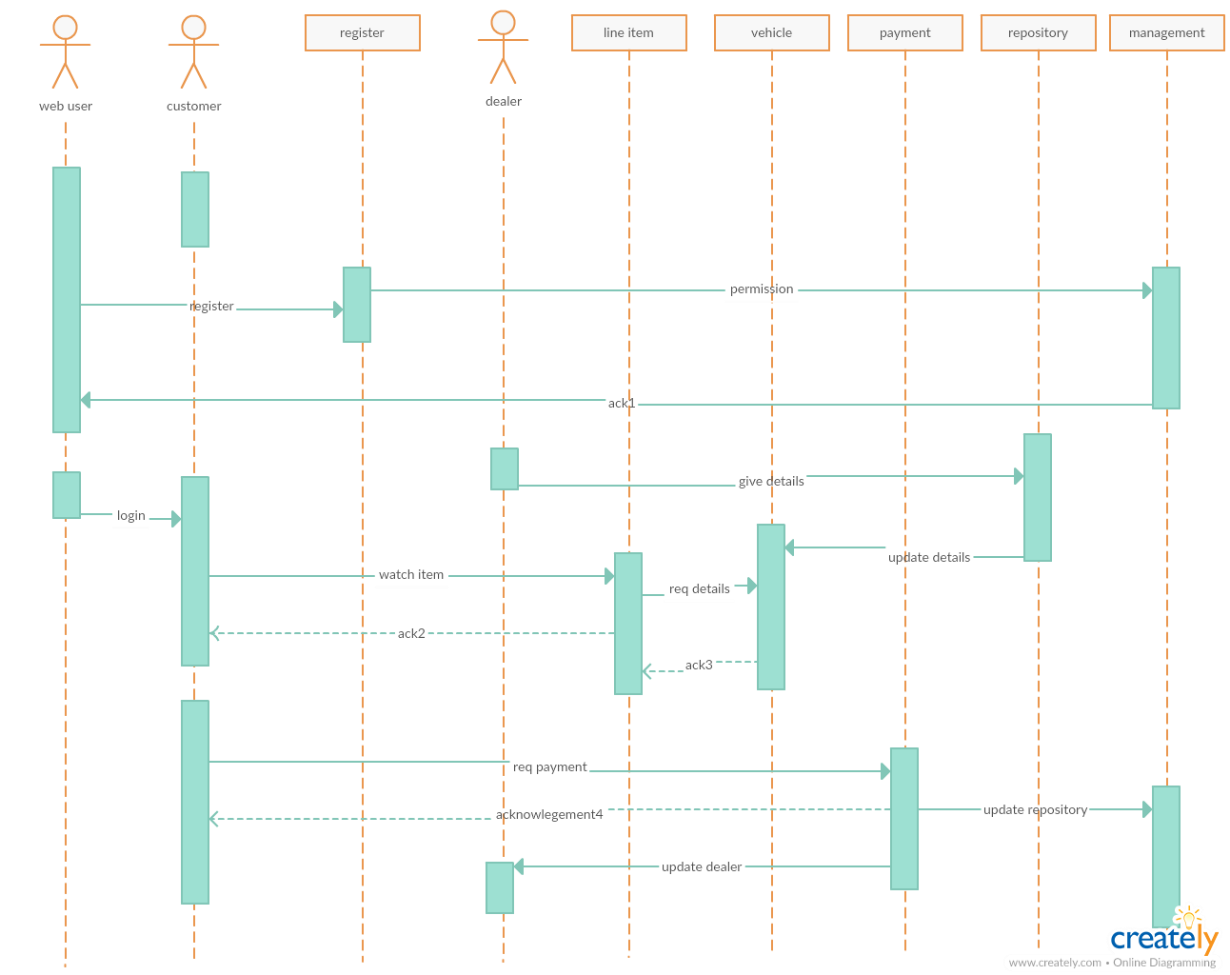 web user
customer
register
dealer
line item
vehicle
payment
repository
management
permission
register
ack1
give details
login
update details
watch item
req details
ack2
ack3
req payment
acknowlegement4
update repository
update dealer
creately
www.creately.com • Online Diagramming